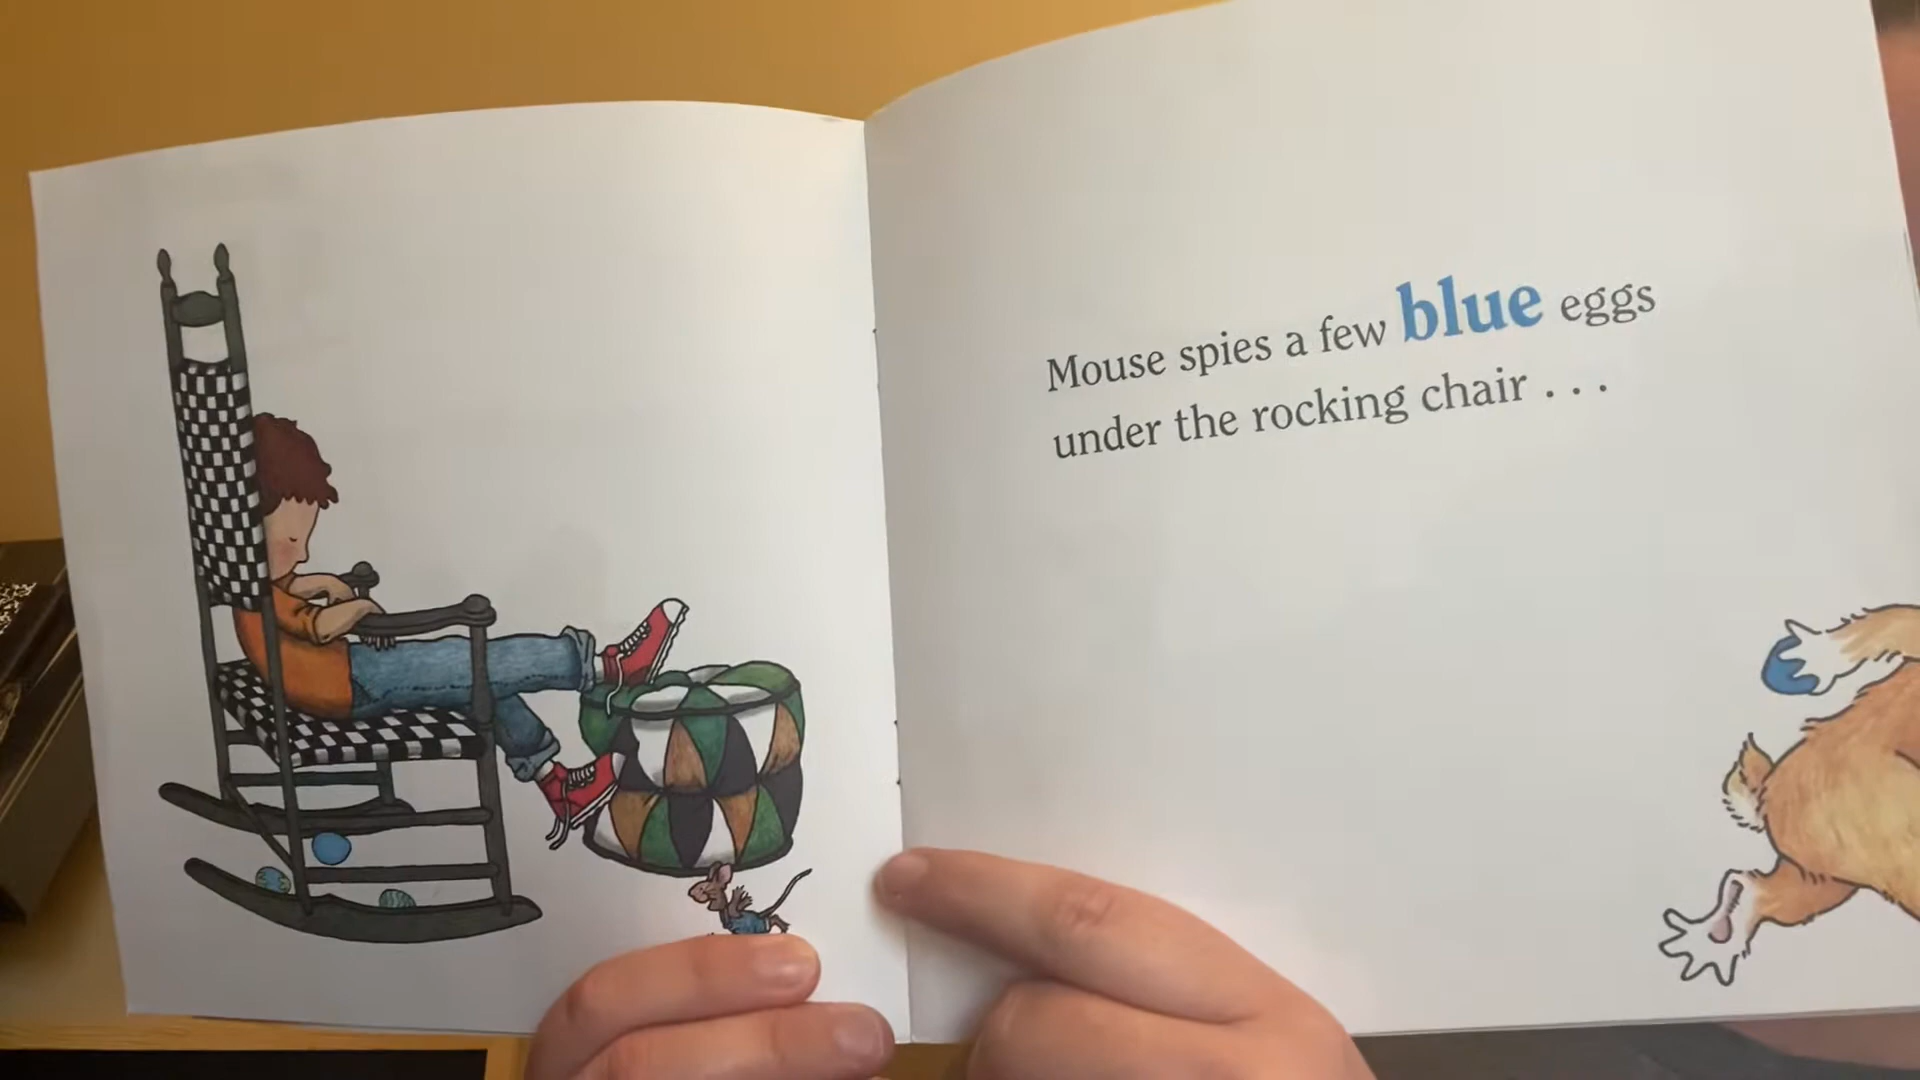 Mouse spies a few blue eggs
under the rocking chair . . .